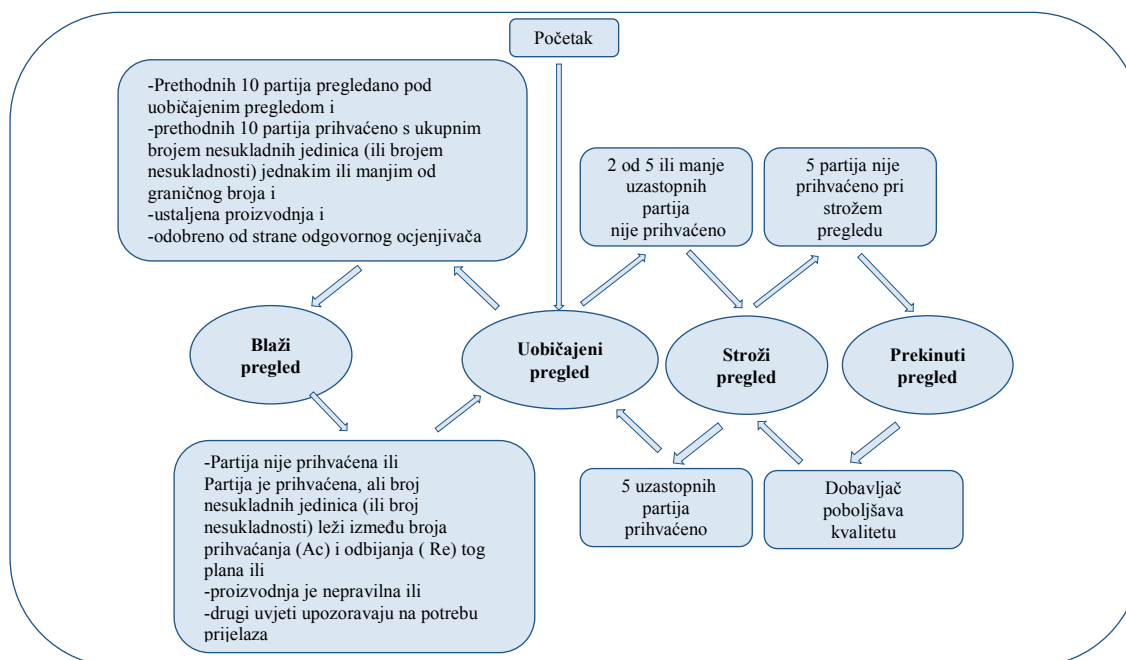 Početak
-Prethodnih 10 partija pregledano pod
uobičajenim pregledom i
-prethodnih 10 partija prihvaćeno s ukupnim
brojem nesukladnih jedinica (ili brojem
nesukladnosti) jednakim ili manjim od
graničnog broja i
-ustaljena proizvodnja i
-odobreno od strane odgovornog ocjenjivača
2 od 5 ili manje
uzastopnih
partija
nije prihvaćeno
5 partija nije
prihvaćeno pri
strožem
pregledu
Blaži
pregled
Uobičajeni
pregled
Stroži
pregled
Prekinuti
pregled
-Partija nije prihvaćena ili
Partija je prihvaćena, ali broj
nesukladnih jedinica (ili broj
nesukladnosti) leži između broja
prihvaćanja (Ac) i odbijanja ( Re) tog
plana ili
-proizvodnja je nepravilna ili
-drugi uvjeti upozoravaju na potrebu
prijelaza
5 uzastopnih
partija
prihvaćeno
Dobavljač
poboljšava
kvalitetu